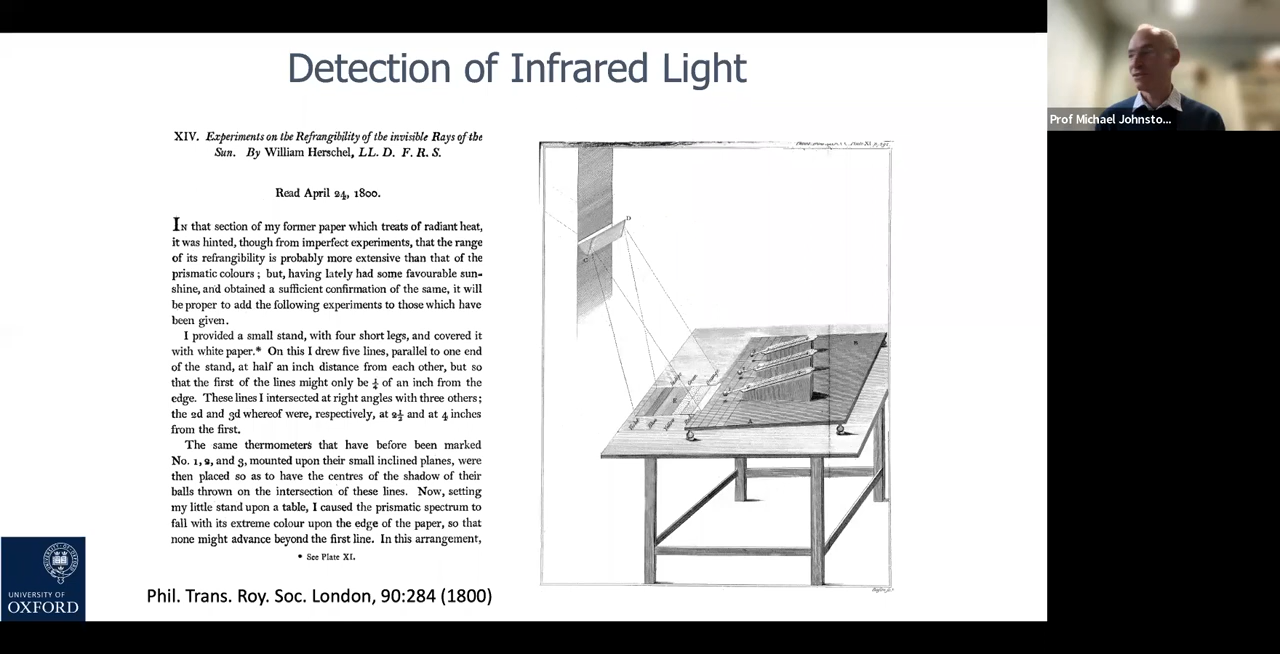 Detection of Infrared Light
Prof Michael Johnsto...
XIV. Experiments on the Refrangibility of the invisible Rays of the
Sun. By William Herschel, LL. D. F. R. S.
Read April 24, 1800.
In that section of my former paper which treats of radiant heat,
it was hinted, though from imperfect experiments, that the range
of its refrangibility is probably more extensive than that of the
prismatic colours; but, having lately had some favourable sun-
shine, and obtained a sufficient confirmation of the same, it will
be proper to add the following experiments to those which have
been given.
I provided a small stand, with four short legs, and covered it
with white paper.* On this I drew five lines, parallel to one end
of the stand, at half an inch distance from each other, but so
that the first of the lines might only be ¼ of an inch from the
edge. These lines I intersected at right angles with three others;
the 2d and 3d whereof were, respectively, at 2½ and at 4 inches
from the first.
The same thermometers that have before been marked
No. 1, 2, and 3, mounted upon their small inclined planes, were
then placed so as to have the centres of the shadow of their
balls thrown on the intersection of these lines. Now, setting
my little stand upon a table, I caused the prismatic spectrum to
fall with its extreme colour upon the edge of the paper, so that
none might advance beyond the first line. In this arrangement,
* See Plate XI.
Phil. Trans. Roy. Soc. London, 90:284 (1800)
D
C
E
A
B
UNIVERSITY OF
OXFORD